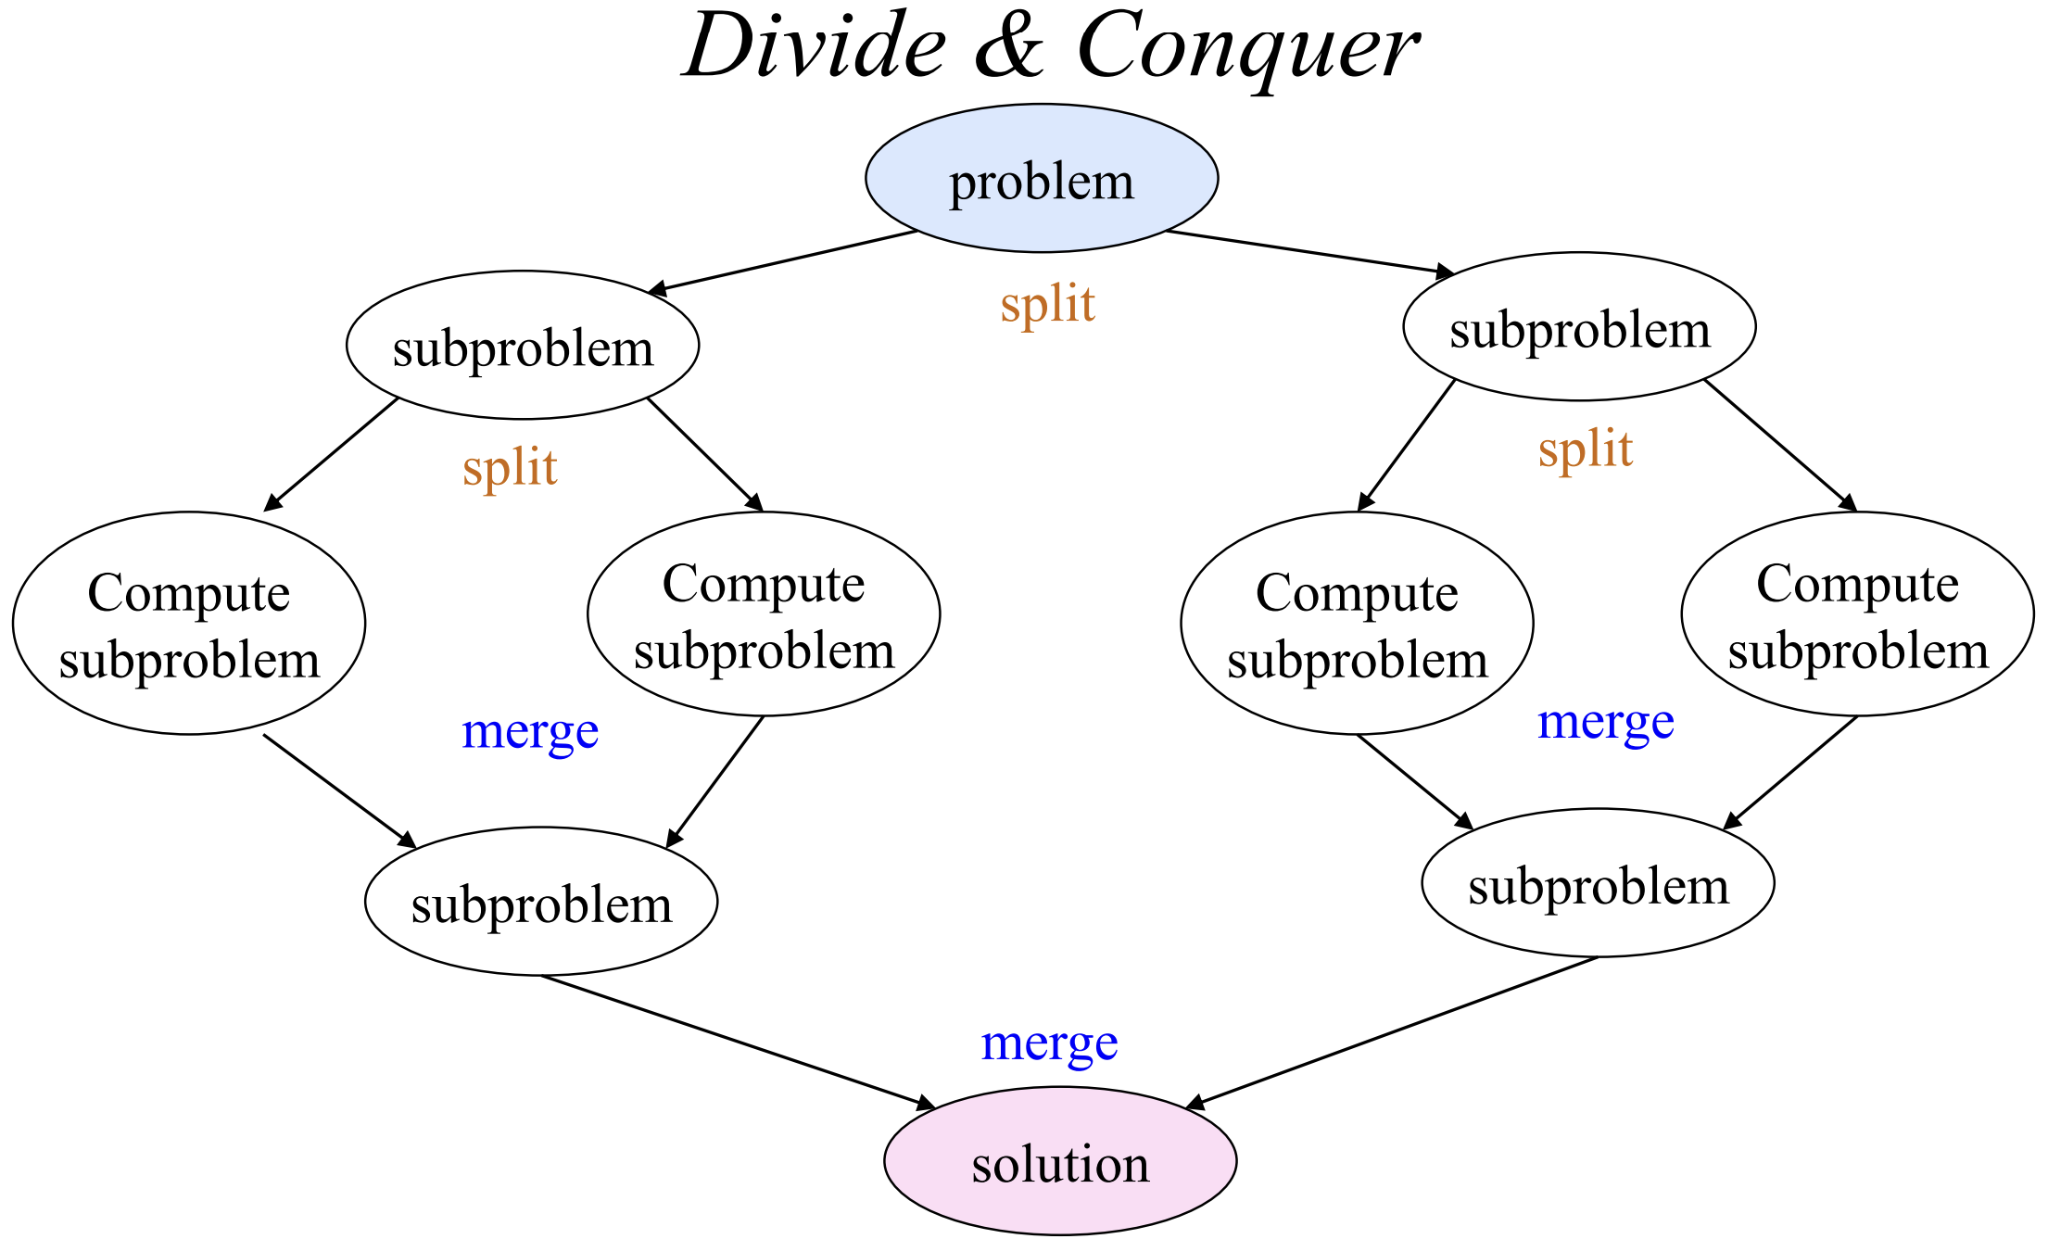 Divide & Conquer
problem
split
subproblem
subproblem
split
split
Compute
subproblem
Compute
subproblem
Compute
subproblem
Compute
subproblem
merge
merge
subproblem
subproblem
merge
solution